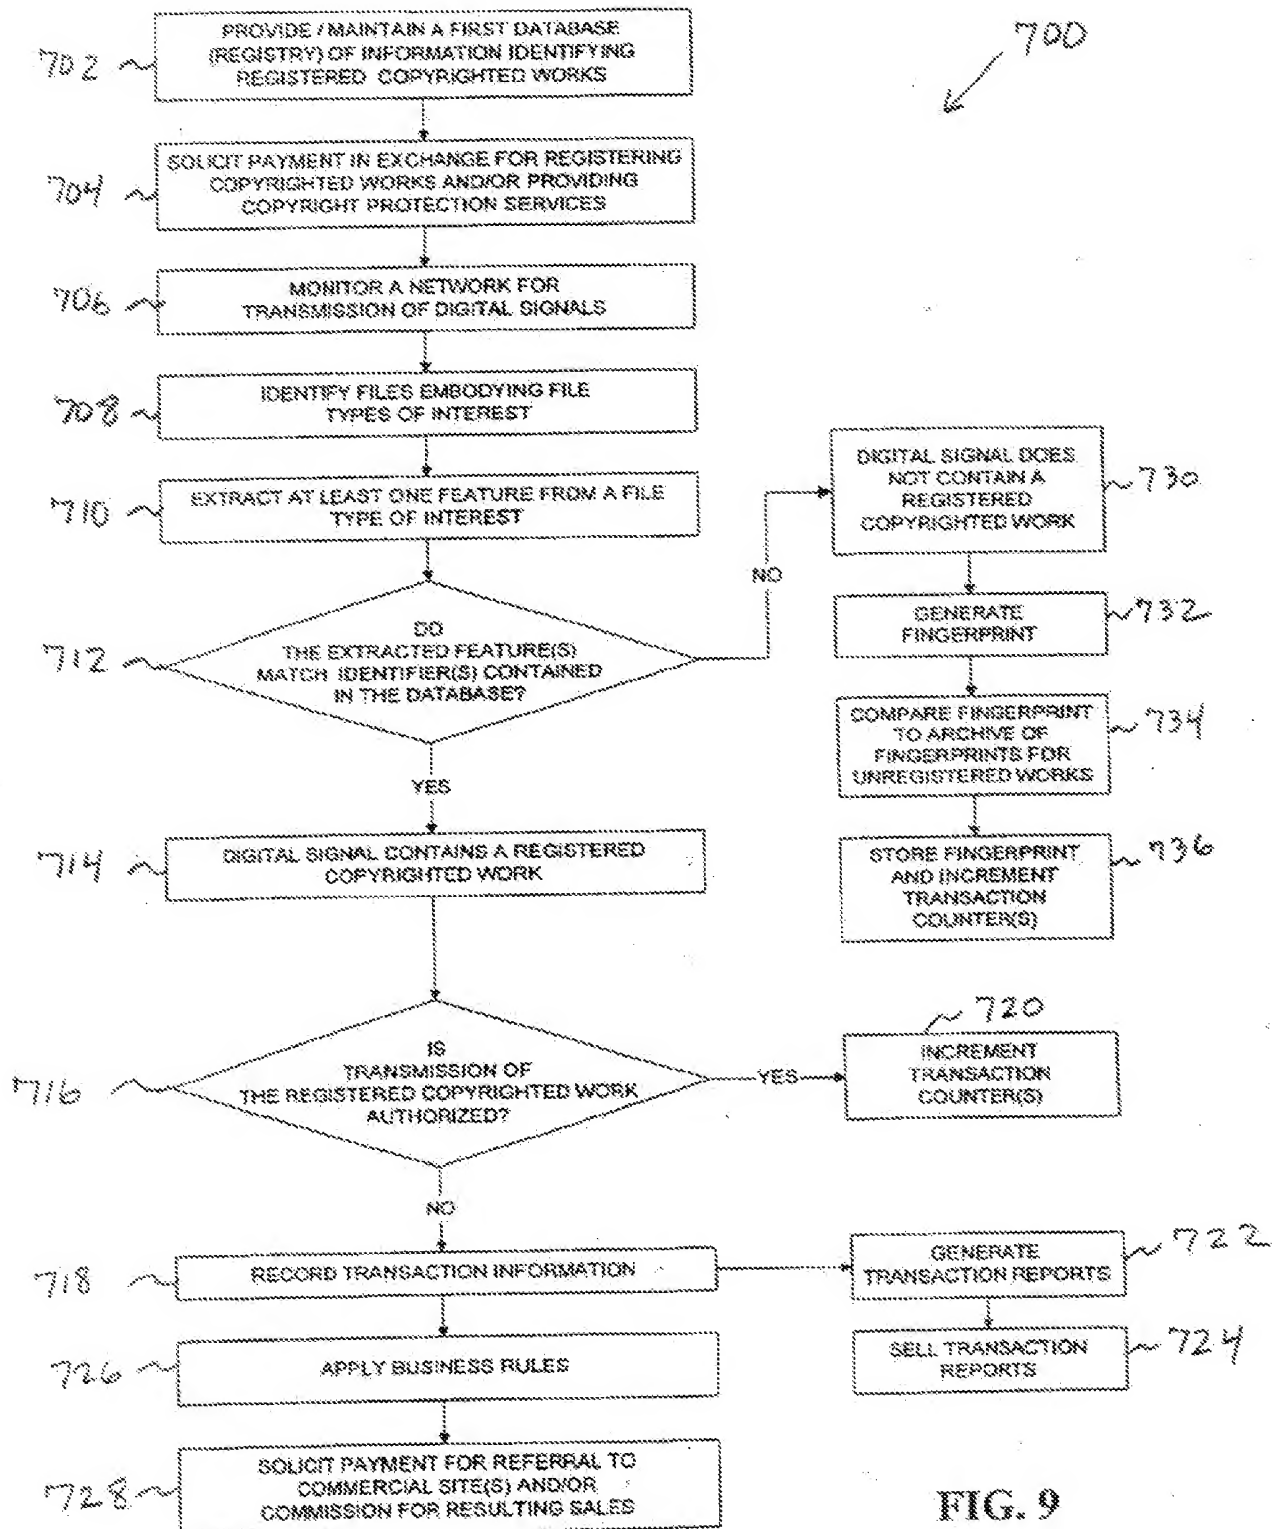 700
702
PROVIDE / MAINTAIN A FIRST DATABASE
(REGISTRY) OF INFORMATION IDENTIFYING
REGISTERED COPYRIGHTED WORKS
704
SOLICIT PAYMENT IN EXCHANGE FOR REGISTERING
COPYRIGHTED WORKS AND/OR PROVIDING
COPYRIGHT PROTECTION SERVICES
706
MONITOR A NETWORK FOR
TRANSMISSION OF DIGITAL SIGNALS
708
IDENTIFY FILES EMBODYING FILE
TYPES OF INTEREST
710
EXTRACT AT LEAST ONE FEATURE FROM A FILE
TYPE OF INTEREST
712
DO
THE EXTRACTED FEATURE(S)
MATCH IDENTIFIER(S) CONTAINED
IN THE DATABASE?
NO
DIGITAL SIGNAL DOES
NOT CONTAIN A
REGISTERED
COPYRIGHTED WORK
730
GENERATE
FINGERPRINT
732
COMPARE FINGERPRINT
TO ARCHIVE OF
FINGERPRINTS FOR
UNREGISTERED WORKS
734
STORE FINGERPRINT
AND INCREMENT
TRANSACTION
COUNTER(S)
736
YES
714
DIGITAL SIGNAL CONTAINS A REGISTERED
COPYRIGHTED WORK
716
IS
TRANSMISSION OF
THE REGISTERED COPYRIGHTED WORK
AUTHORIZED?
YES
720
INCREMENT
TRANSACTION
COUNTER(S)
NO
718
RECORD TRANSACTION INFORMATION
GENERATE
TRANSACTION REPORTS
722
SELL TRANSACTION
REPORTS
724
726
APPLY BUSINESS RULES
728
SOLICIT PAYMENT FOR REFERRAL TO
COMMERCIAL SITE(S) AND/OR
COMMISSION FOR RESULTING SALES
FIG. 9